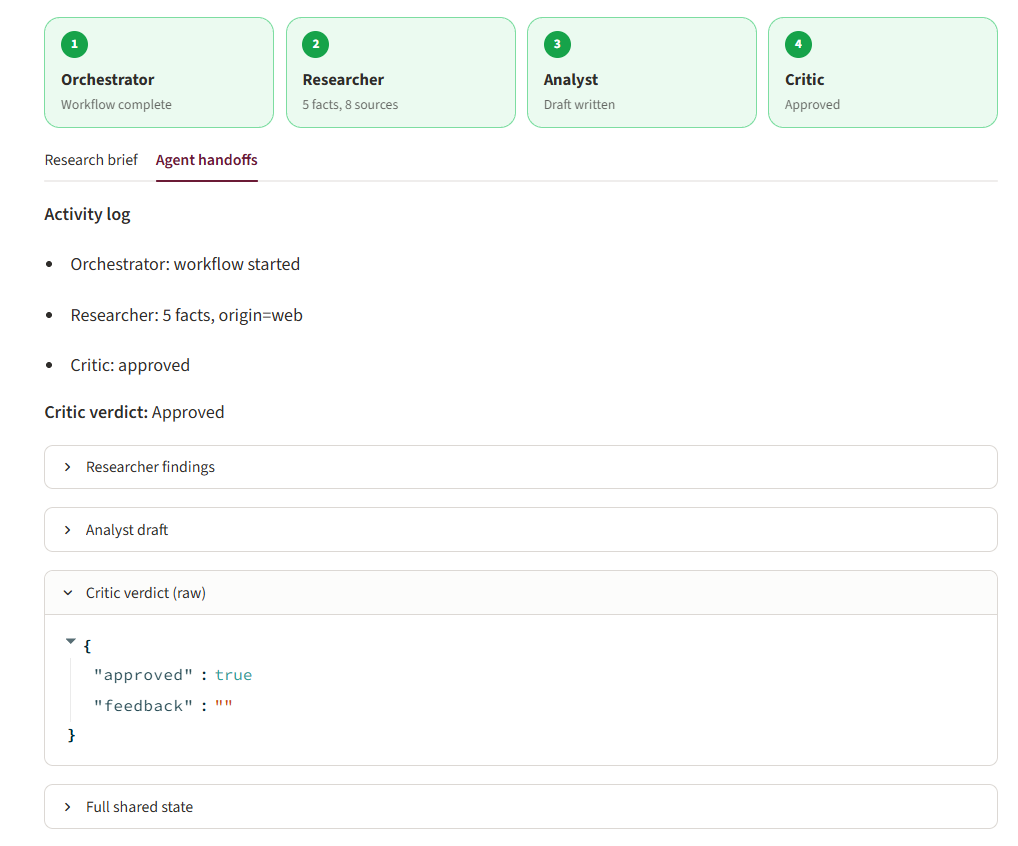 1
Orchestrator
Workflow complete
2
Researcher
5 facts, 8 sources
3
Analyst
Draft written
4
Critic
Approved
Research brief
Agent handoffs
Activity log
• Orchestrator: workflow started
• Researcher: 5 facts, origin=web
• Critic: approved
Critic verdict: Approved
Researcher findings
Analyst draft
Critic verdict (raw)
{
"approved" : true
"feedback" : ""
}
Full shared state